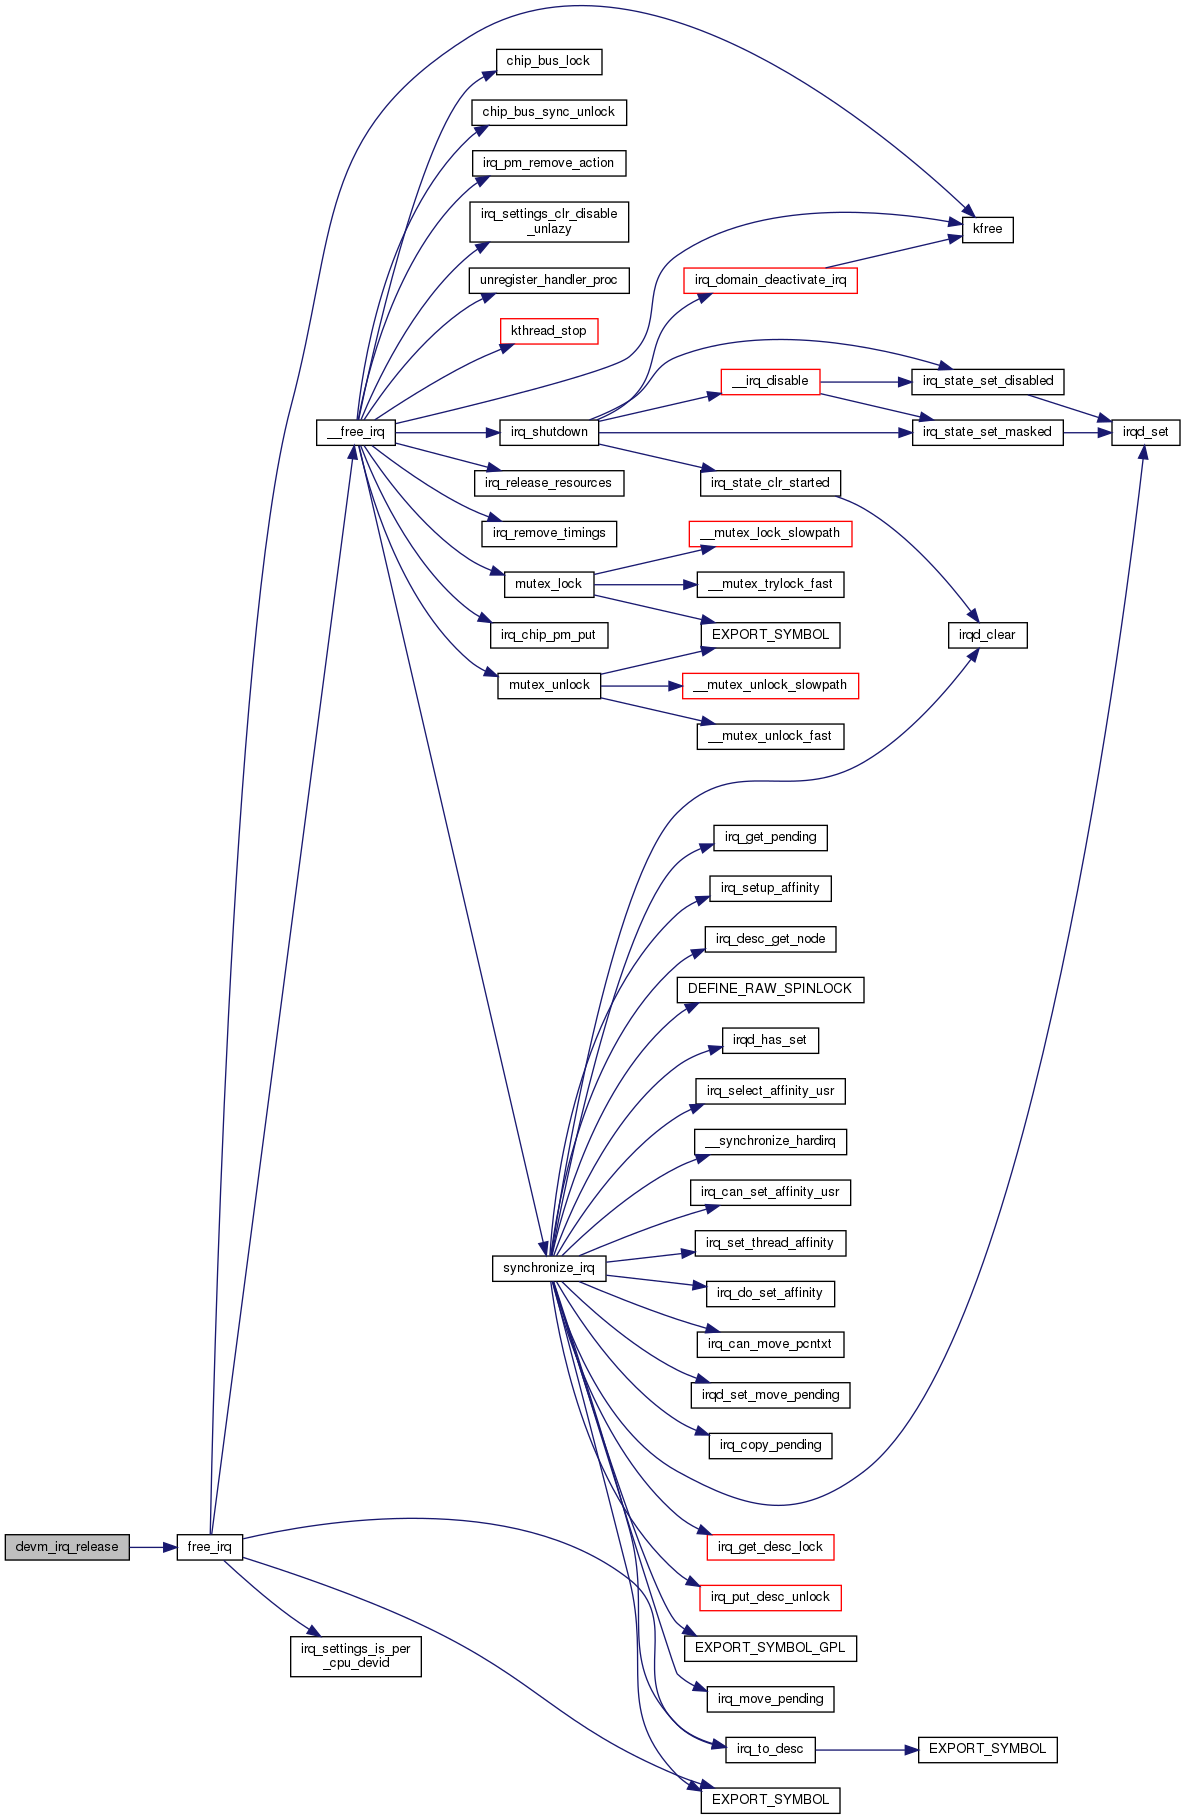 chip_bus_lock
chip_bus_sync_unlock
irq_pm_remove_action
irq_settings_clr_disable
_unlazy
kfree
unregister_handler_proc
irq_domain_deactivate_irq
kthread_stop
__irq_disable
irq_state_set_disabled
__free_irq
irq_shutdown
irq_state_set_masked
irqd_set
irq_release_resources
irq_state_clr_started
irq_remove_timings
__mutex_lock_slowpath
mutex_lock
__mutex_trylock_fast
irq_chip_pm_put
EXPORT_SYMBOL
irqd_clear
mutex_unlock
__mutex_unlock_slowpath
__mutex_unlock_fast
irq_get_pending
irq_setup_affinity
irq_desc_get_node
DEFINE_RAW_SPINLOCK
irqd_has_set
irq_select_affinity_usr
__synchronize_hardirq
irq_can_set_affinity_usr
irq_set_thread_affinity
synchronize_irq
irq_do_set_affinity
irq_can_move_pcntxt
irqd_set_move_pending
irq_copy_pending
devm_irq_release
free_irq
irq_get_desc_lock
irq_put_desc_unlock
irq_settings_is_per
_cpu_devid
EXPORT_SYMBOL_GPL
irq_move_pending
irq_to_desc
EXPORT_SYMBOL
EXPORT_SYMBOL